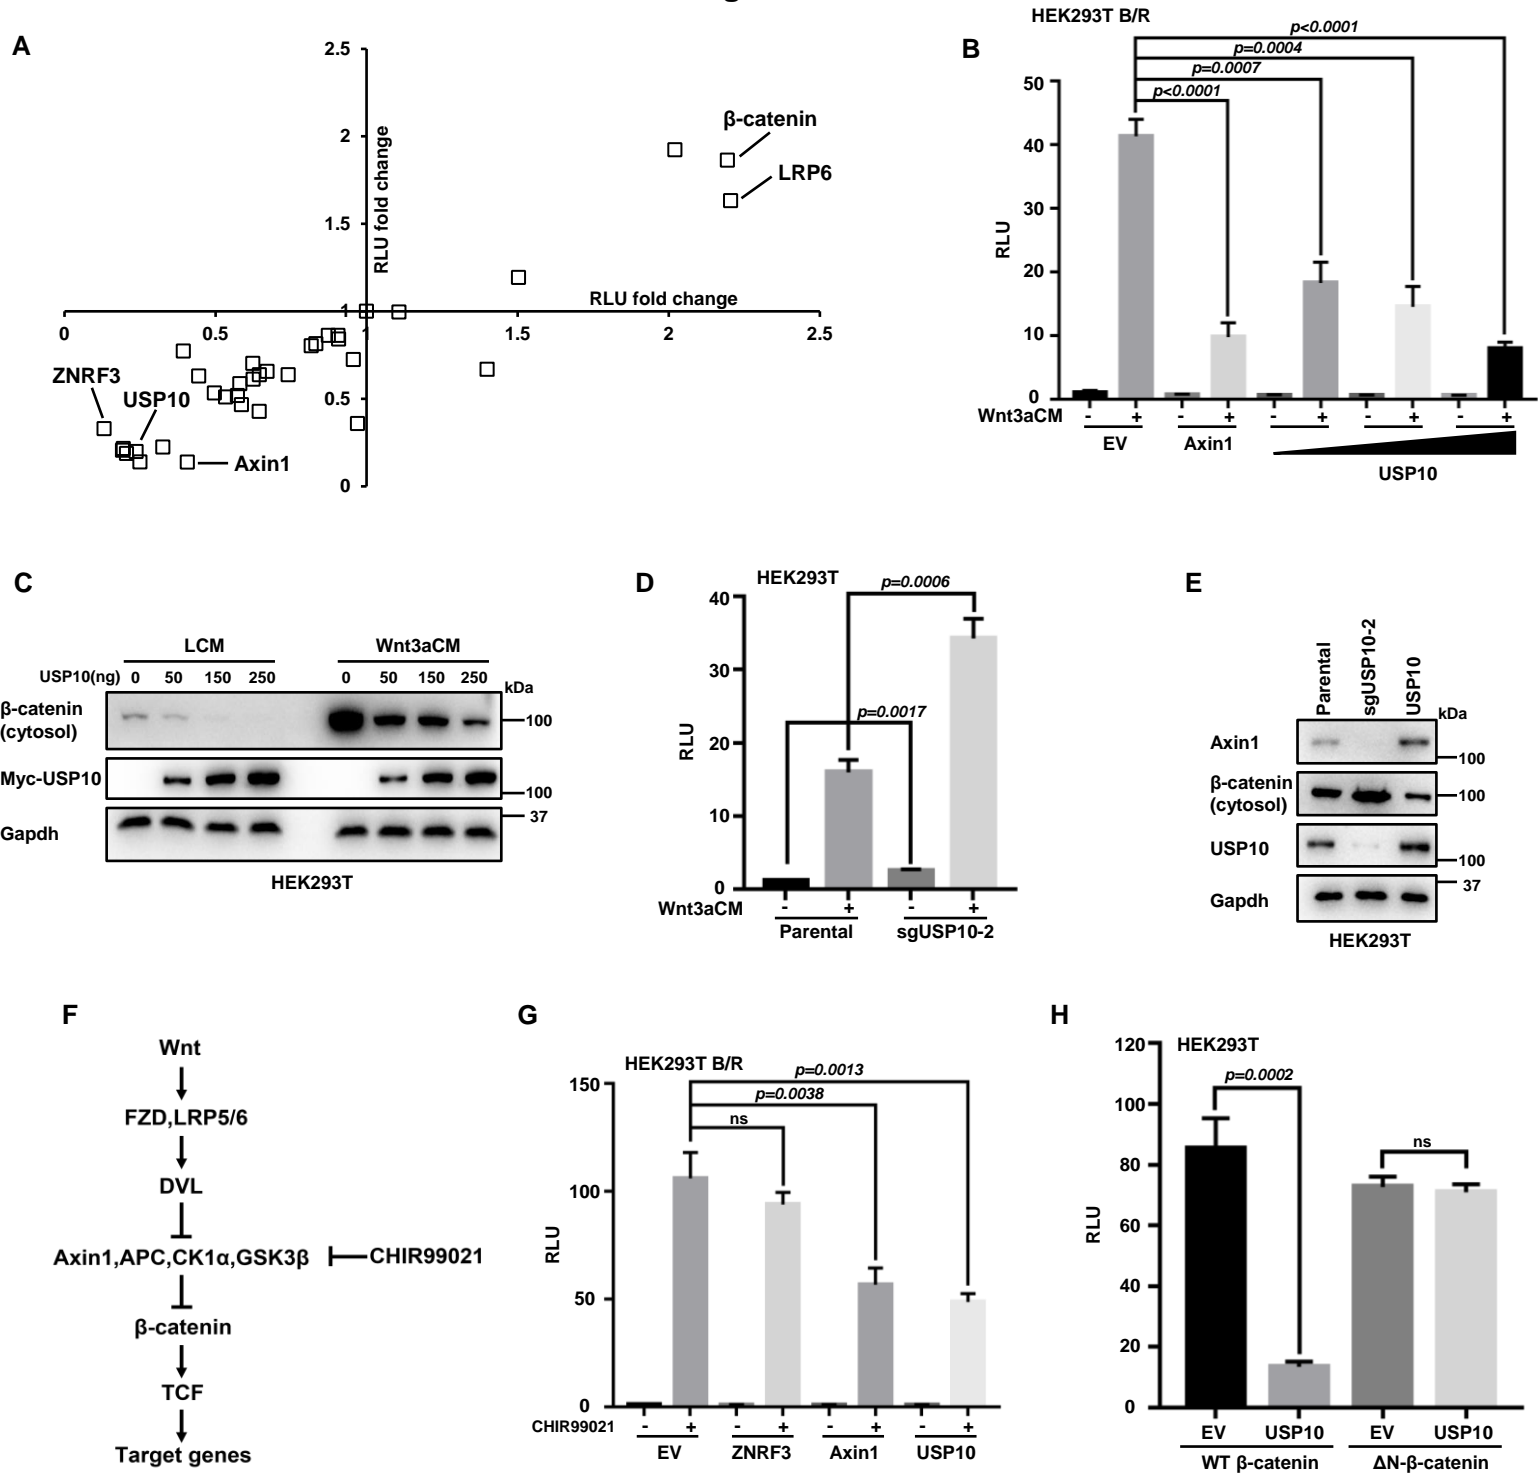 A
2.5
2
1.5
1
0.5
0
RLU fold change
β-catenin
LRP6
RLU fold change
0
0.5
1
1.5
2
2.5
ZNRF3
USP10
Axin1
B
HEK293T B/R
p<0.0001
p=0.0004
p=0.0007
p<0.0001
50
40
30
20
10
0
RLU
Wnt3aCM
- + - + - + - + - +
EV Axin1
USP10
C
LCM Wnt3aCM
USP10(ng) 0 50 150 250 0 50 150 250
kDa
β-catenin
(cytosol)
100
Myc-USP10
100
Gapdh
37
HEK293T
D
HEK293T
p=0.0006
p=0.0017
40
30
20
10
0
RLU
Wnt3aCM - + - +
Parental sgUSP10-2
E
Parental
sgUSP10-2
USP10
kDa
Axin1
100
β-catenin
(cytosol)
100
USP10
100
Gapdh
37
HEK293T
F
Wnt
FZD,LRP5/6
DVL
Axin1,APC,CK1α,GSK3β CHIR99021
β-catenin
TCF
Target genes
G
HEK293T B/R
p=0.0013
p=0.0038
ns
150
100
50
0
RLU
CHIR99021 - + - + - + - +
EV ZNRF3 Axin1 USP10
H
HEK293T
p=0.0002
ns
120
100
80
60
40
20
0
RLU
EV USP10 EV USP10
WT β-catenin ΔN-β-catenin